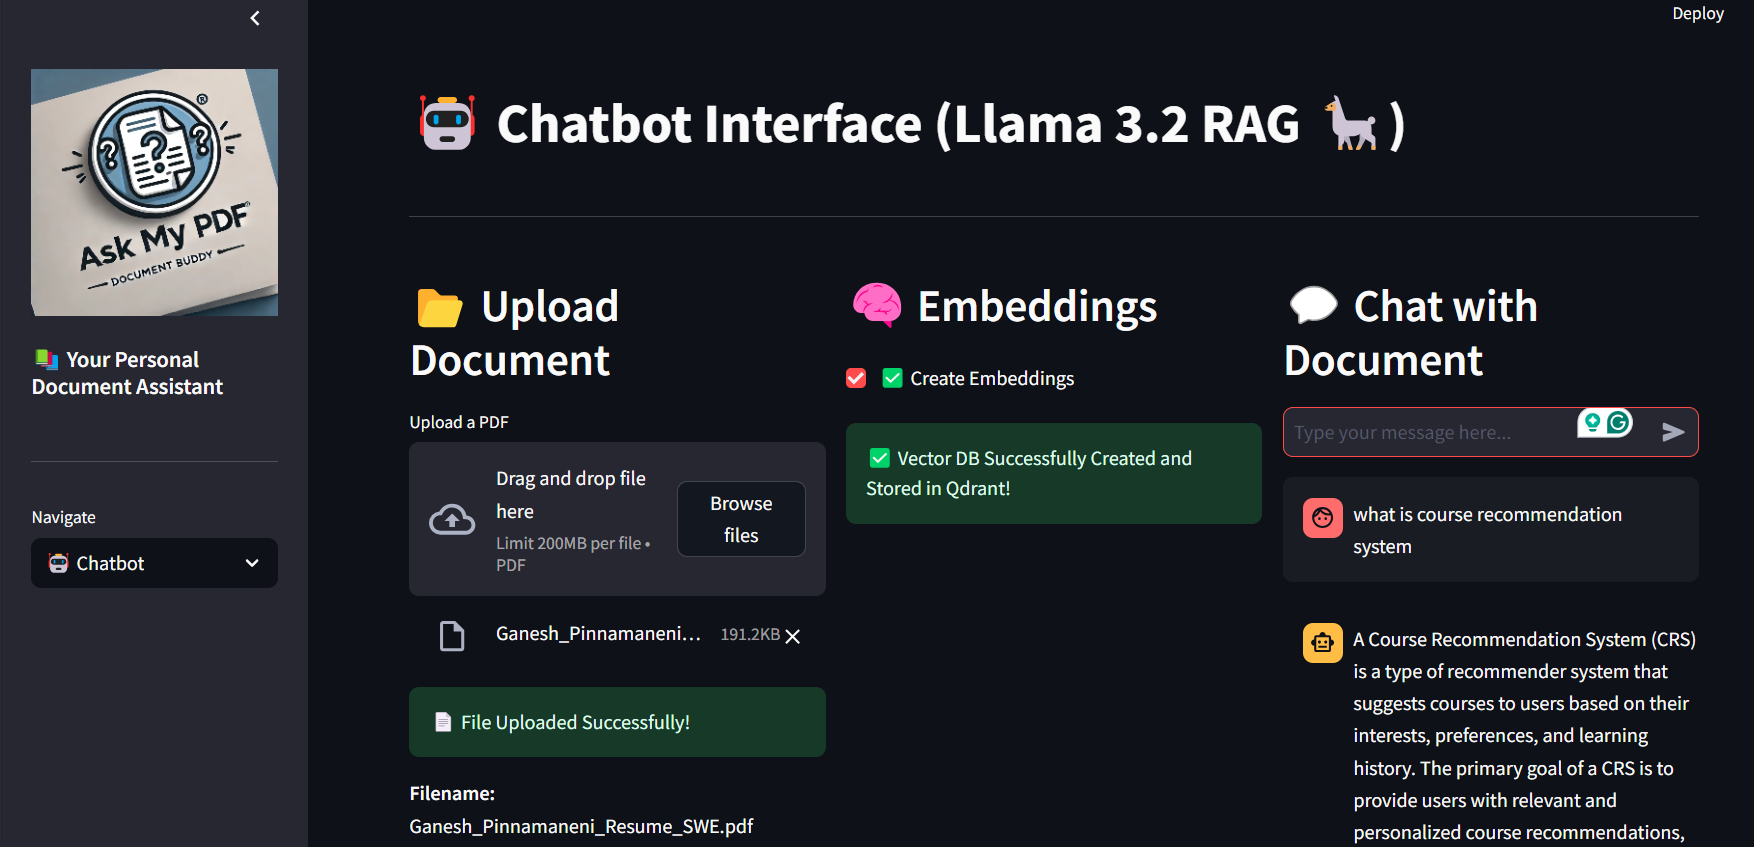 Deploy
Ask My PDF
DOCUMENT BUDDY
®
? ? ?
📚 Your Personal
Document Assistant
Navigate
🤖 Chatbot
🤖 Chatbot Interface (Llama 3.2 RAG 🦙 )
📂 Upload
Document
Upload a PDF
Drag and drop file
here
Limit 200MB per file •
PDF
Browse
files
Ganesh_Pinnamaneni... 191.2KB
📄 File Uploaded Successfully!
Filename:
Ganesh_Pinnamaneni_Resume_SWE.pdf
🧠 Embeddings
✅ Create Embeddings
✅ Vector DB Successfully Created and
Stored in Qdrant!
💬 Chat with
Document
Type your message here...
what is course recommendation
system
A Course Recommendation System (CRS)
is a type of recommender system that
suggests courses to users based on their
interests, preferences, and learning
history. The primary goal of a CRS is to
provide users with relevant and
personalized course recommendations,